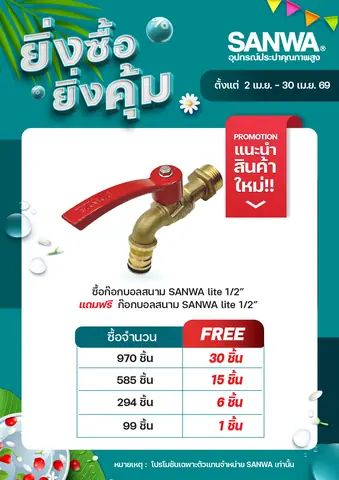 ยิ่งซื้อ
ยิ่งคุ้ม
SANWA®
อุปกรณ์ประปาคุณภาพสูง
ตั้งแต่ 2 เม.ย. - 30 เม.ย. 69
PROMOTION
แนะนำ
สินค้า
ใหม่!!
SANWA
ซื้อก๊อกบอลสนาม SANWA lite 1/2”
แถมฟรี ก๊อกบอลสนาม SANWA lite 1/2”
ซื้อจำนวน FREE
970 ชิ้น 30 ชิ้น
585 ชิ้น 15 ชิ้น
294 ชิ้น 6 ชิ้น
99 ชิ้น 1 ชิ้น
หมายเหตุ : โปรโมชันเฉพาะตัวแทนจำหน่าย SANWA เท่านั้น